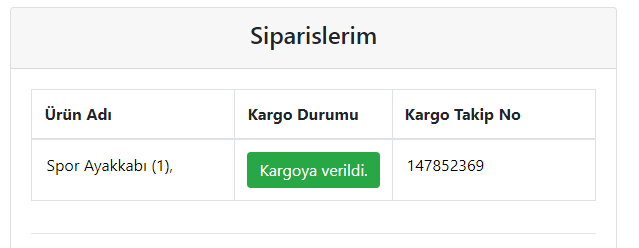 Siparislerim
Ürün Adı Kargo Durumu Kargo Takip No
Spor Ayakkabı (1), Kargoya verildi. 147852369